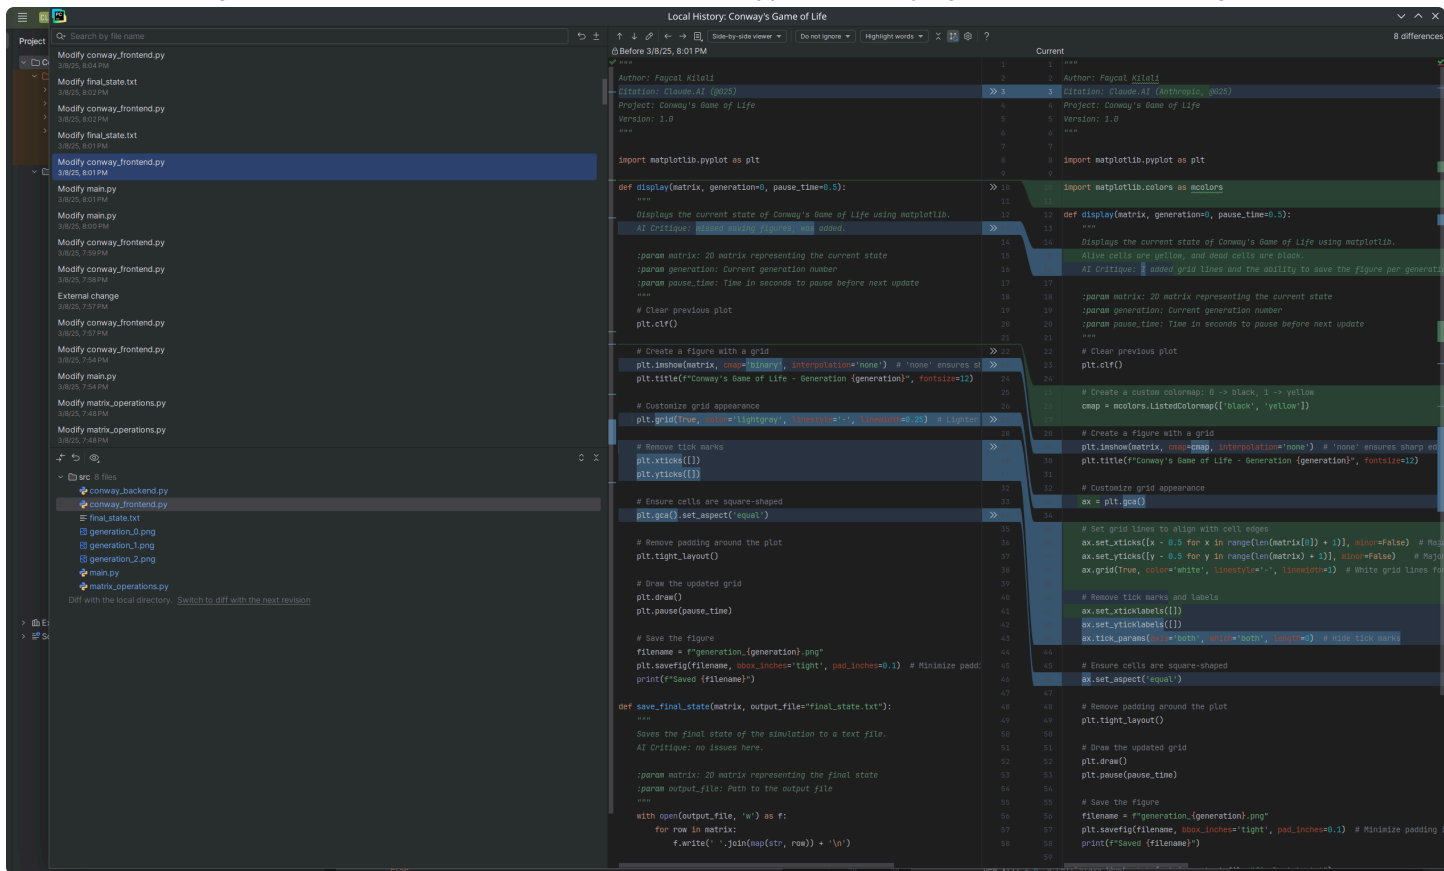 Local History: Conway's Game of Life
Project
Search by file name
Side-by-side viewer
Do not ignore
Highlight words
?
8 differences
Modify conway_frontend.py
3/8/25, 8:04 PM
Modify final_state.txt
3/8/25, 8:02 PM
Modify conway_frontend.py
3/8/25, 8:02 PM
Modify final_state.txt
3/8/25, 8:01 PM
Modify conway_frontend.py
3/8/25, 8:01 PM
Modify main.py
3/8/25, 8:01 PM
Modify main.py
3/8/25, 8:00 PM
Modify conway_frontend.py
3/8/25, 7:59 PM
Modify conway_frontend.py
3/8/25, 7:58 PM
External change
3/8/25, 7:57 PM
Modify conway_frontend.py
3/8/25, 7:57 PM
Modify conway_frontend.py
3/8/25, 7:54 PM
Modify main.py
3/8/25, 7:54 PM
Modify matrix_operations.py
3/8/25, 7:48 PM
Modify matrix_operations.py
3/8/25, 7:48 PM
src 8 files
conway_backend.py
conway_frontend.py
final_state.txt
generation_0.png
generation_1.png
generation_2.png
main.py
matrix_operations.py
Diff with the local directory. Switch to diff with the next revision
Before 3/8/25, 8:01 PM
"""
Author: Faycal Kilali
Citation: Claude.AI (@025)
Project: Conway's Game of Life
Version: 1.0
"""
import matplotlib.pyplot as plt
def display(matrix, generation=0, pause_time=0.5):
"""
Displays the current state of Conway's Game of Life using matplotlib.
AI Critique: missed saving figures, was added.
:param matrix: 2D matrix representing the current state
:param generation: Current generation number
:param pause_time: Time in seconds to pause before next update
"""
# Clear previous plot
plt.clf()
# Create a figure with a grid
plt.imshow(matrix, cmap='binary', interpolation='none') # 'none' ensures
plt.title(f"Conway's Game of Life - Generation {generation}", fontsize=12)
# Customize grid appearance
plt.grid(True, color='lightgray', linestyle='-', linewidth=0.25) # Lighter
# Remove tick marks
plt.xticks([])
plt.yticks([])
# Ensure cells are square-shaped
plt.gca().set_aspect('equal')
# Remove padding around the plot
plt.tight_layout()
# Draw the updated grid
plt.draw()
plt.pause(pause_time)
# Save the figure
filename = f"generation_{generation}.png"
plt.savefig(filename, bbox_inches='tight', pad_inches=0.1) # Minimize
print(f"Saved {filename}")
def save_final_state(matrix, output_file="final_state.txt"):
"""
Saves the final state of the simulation to a text file.
AI Critique: no issues here.
:param matrix: 2D matrix representing the final state
:param output_file: Path to the output file
"""
with open(output_file, 'w') as f:
for row in matrix:
f.write(' '.join(map(str, row)) + '\n')
Current
"""
Author: Faycal Kilali
Citation: Claude.AI (Anthropic, @025)
Project: Conway's Game of Life
Version: 1.0
"""
import matplotlib.pyplot as plt
import matplotlib.colors as mcolors
def display(matrix, generation=0, pause_time=0.5):
"""
Displays the current state of Conway's Game of Life using matplotlib.
Alive cells are yellow, and dead cells are black.
AI Critique: I added grid lines and the ability to save the figure per
:param matrix: 2D matrix representing the current state
:param generation: Current generation number
:param pause_time: Time in seconds to pause before next update
"""
# Clear previous plot
plt.clf()
# Create a custom colormap: 0 -> black, 1 -> yellow
cmap = mcolors.ListedColormap(['black', 'yellow'])
# Create a figure with a grid
plt.imshow(matrix, cmap=cmap, interpolation='none') # 'none' ensures sharp
plt.title(f"Conway's Game of Life - Generation {generation}", fontsize=12)
# Customize grid appearance
ax = plt.gca()
# Set grid lines to align with cell edges
ax.set_xticks([x - 0.5 for x in range(len(matrix[0]) + 1)], minor=False) #
ax.set_yticks([y - 0.5 for y in range(len(matrix) + 1)], minor=False) #
ax.grid(True, color='white', linestyle='-', linewidth=1) # White grid lines
# Remove tick marks and labels
ax.set_xticklabels([])
ax.set_yticklabels([])
ax.tick_params(axis='both', which='both', length=0) # Hide tick marks
# Ensure cells are square-shaped
ax.set_aspect('equal')
# Remove padding around the plot
plt.tight_layout()
# Draw the updated grid
plt.draw()
plt.pause(pause_time)
# Save the figure
filename = f"generation_{generation}.png"
plt.savefig(filename, bbox_inches='tight', pad_inches=0.1) # Minimize padding
print(f"Saved {filename}")